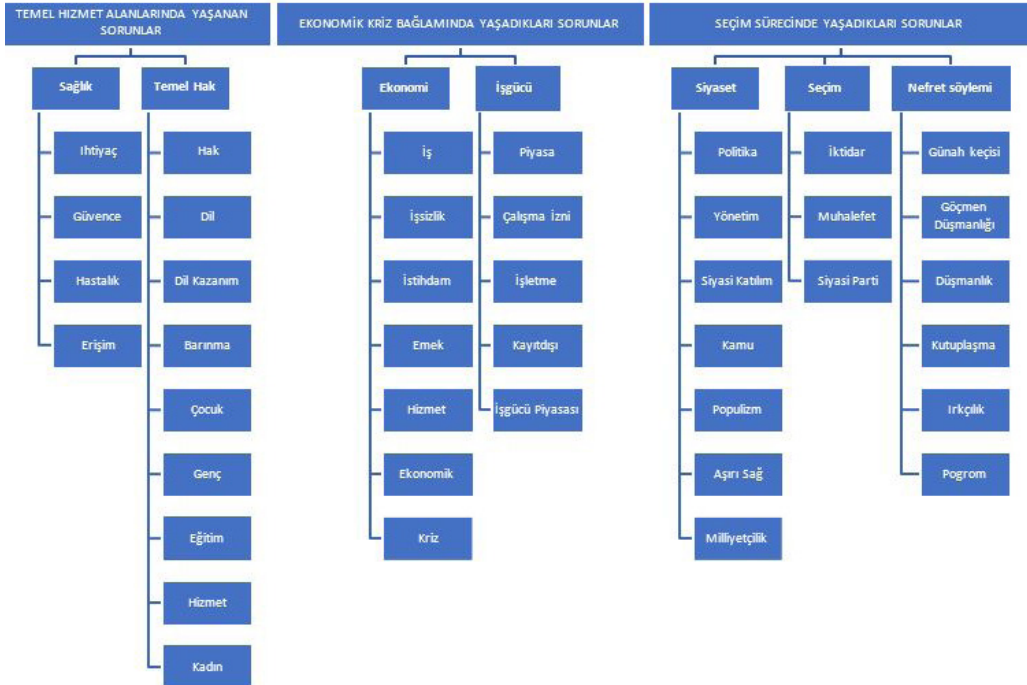 TEMEL HIZMET ALANLARINDA YAŞANAN
SORUNLAR
Sağlık
Ihtiyaç
Güvence
Hastalık
Erişim
Temel Hak
Hak
Dil
Dil Kazanım
Barınma
Çocuk
Genç
Eğitim
Hizmet
Kadın
EKONOMİK KRİZ BAĞLAMINDA YAŞADIKLARI SORUNLAR
Ekonomi
İş
İşsizlik
İstihdam
Emek
Hizmet
Ekonomik
Kriz
İşgücü
Piyasa
Çalışma İzni
İşletme
Kayıtdışı
İşgücü Piyasası
SEÇİM SÜRECİNDE YAŞADIKLARI SORUNLAR
Siyaset
Politika
Yönetim
Siyasi Katılım
Kamu
Populizm
Aşırı Sağ
Milliyetçilik
Seçim
İktidar
Muhalefet
Siyasi Parti
Nefret söylemi
Günah keçisi
Göçmen
Düşmanlığı
Düşmanlık
Kutuplaşma
Irkçılık
Pogrom